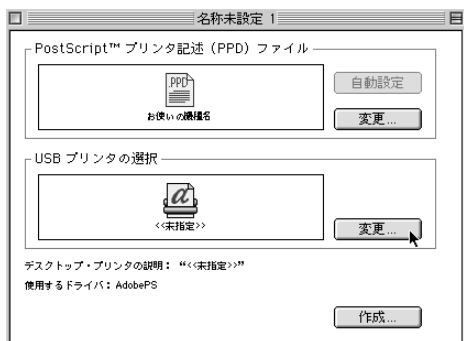 名称未設定 1
PostScript™ プリンタ記述（PPD）ファイル
.PPD
自動設定
お使いの機種名
変更...
USB プリンタの選択
a
<<未指定>>
変更...
デスクトップ・プリンタの説明： “<<未指定>>”
使用するドライバ： AdobePS
作成...